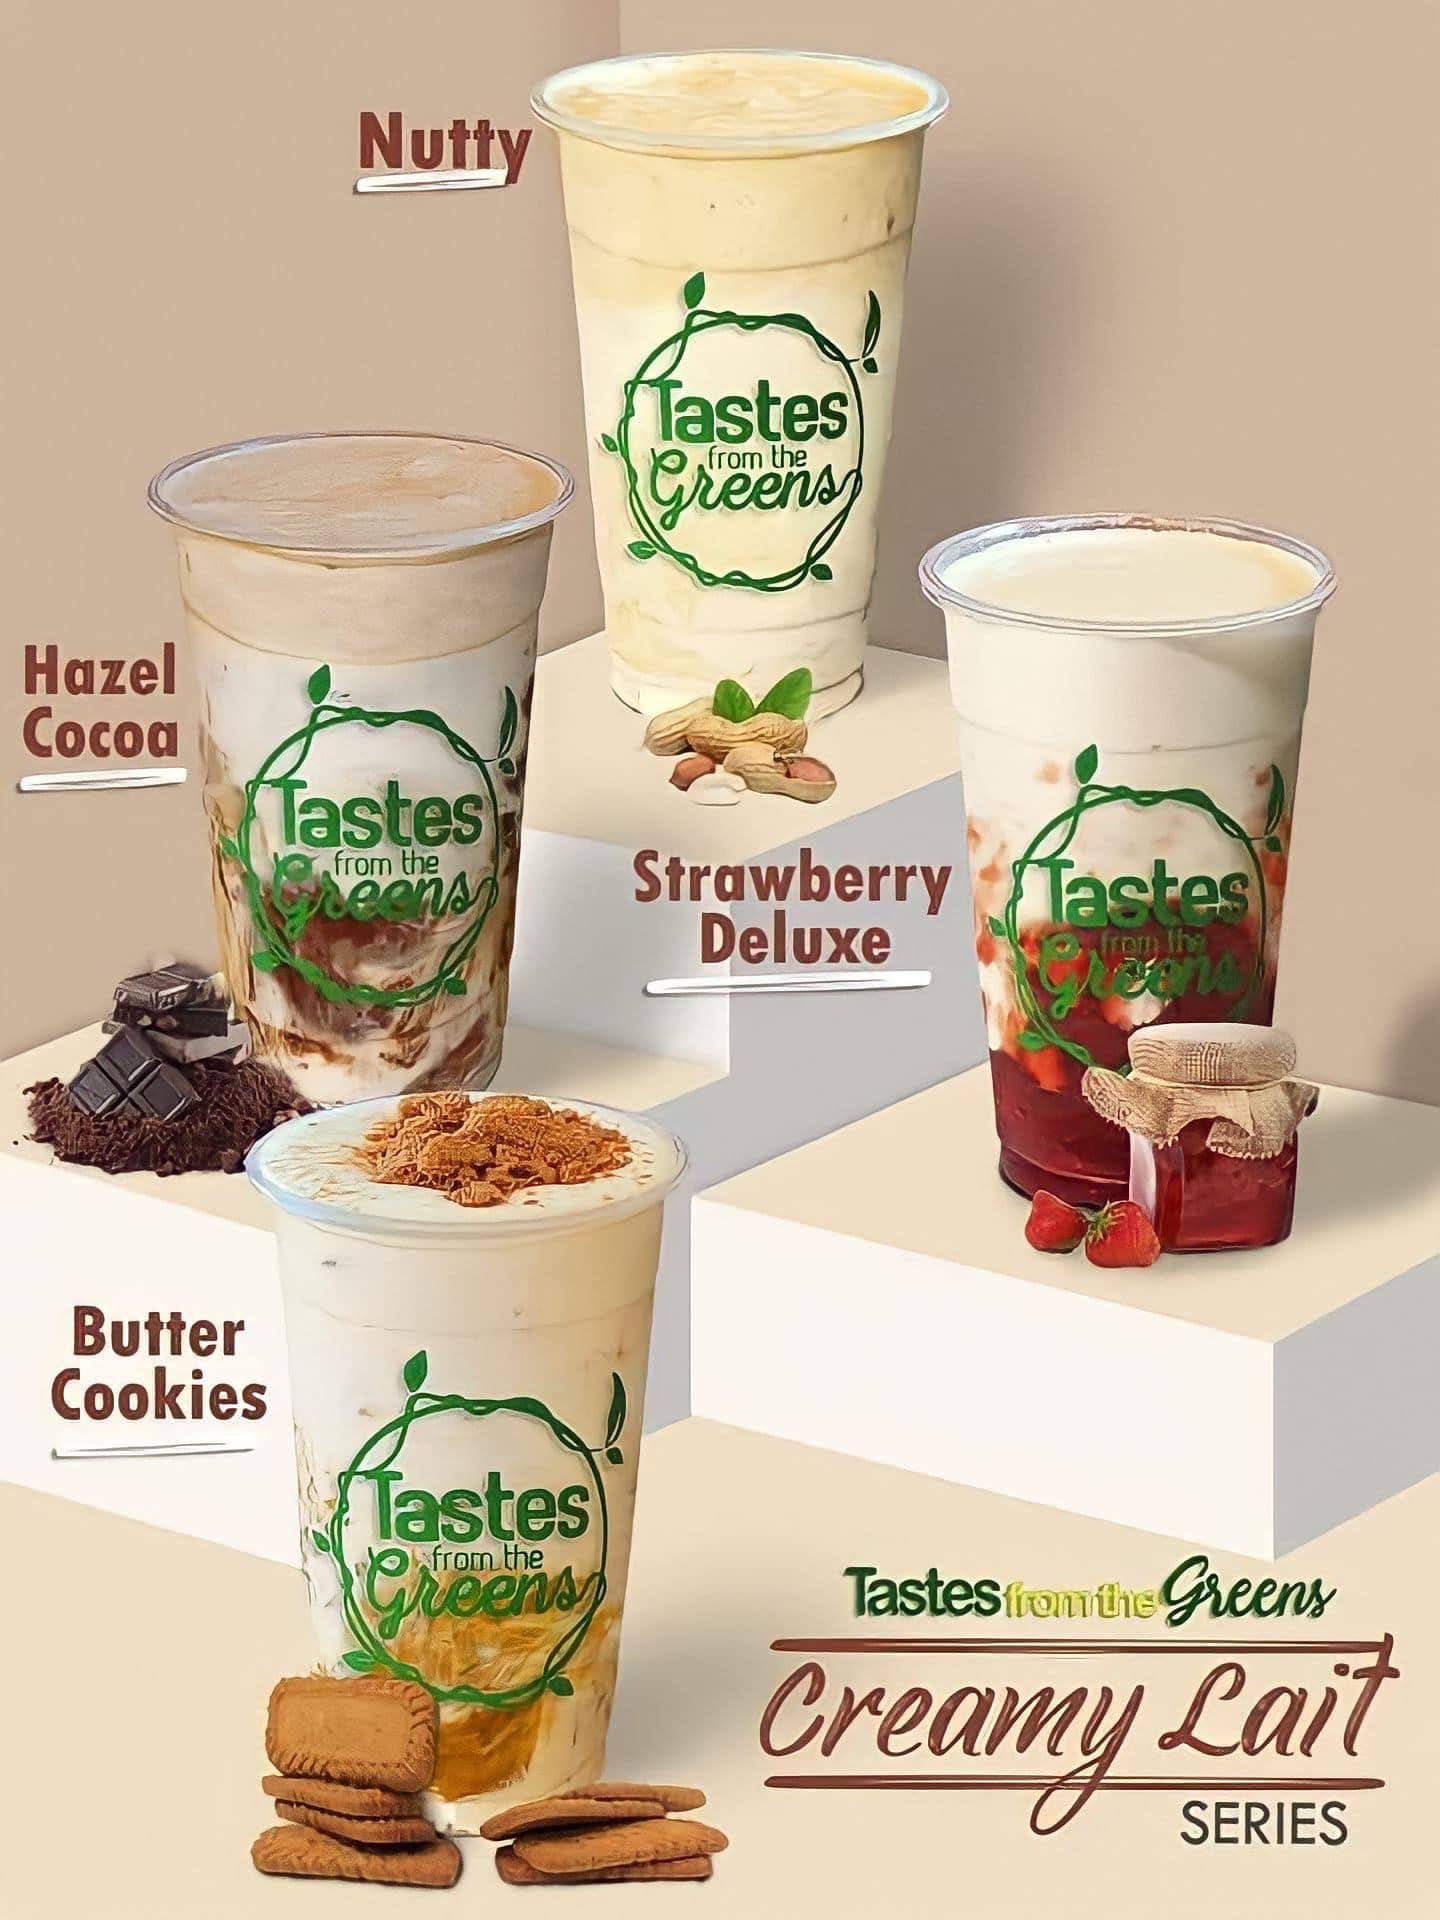 Nutty
Tastes
from the
Greens
Hazel
Cocoa
Tastes
from the
Greens
Strawberry
Deluxe
Tastes
from the
Greens
Butter
Cookies
Tastes
from the
Greens
Tastes from the Greens
Creamy Lait
SERIES